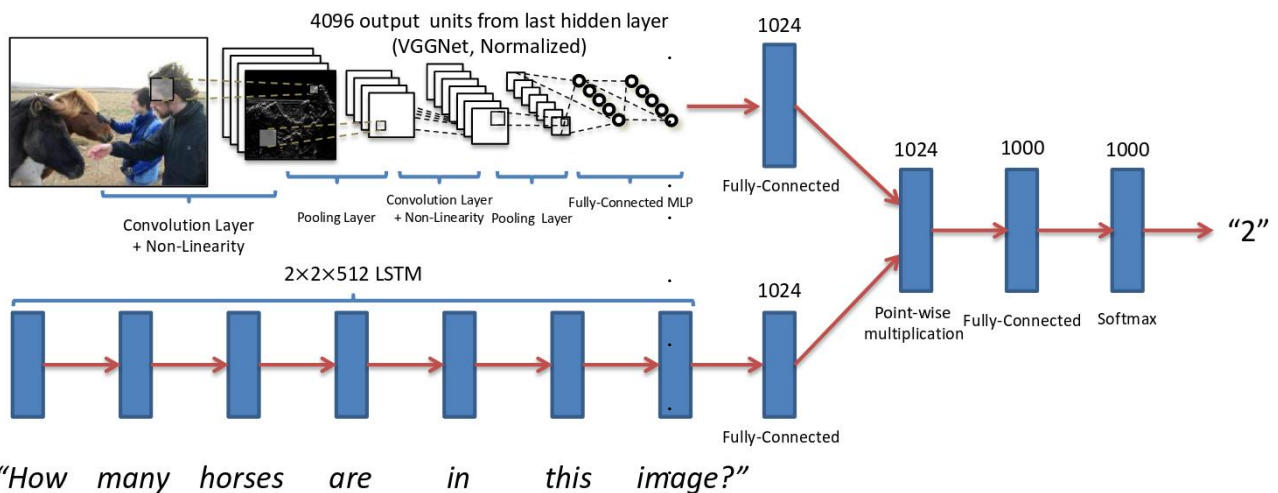 4096 output units from last hidden layer
(VGGNet, Normalized)
1024
Fully-Connected
Convolution Layer
+ Non-Linearity
Pooling Layer
Convolution Layer
+ Non-Linearity
Pooling Layer
Fully-Connected MLP
1024
Point-wise
multiplication
1000
Fully-Connected
1000
Softmax
“2”
2×2×512 LSTM
1024
Fully-Connected
“How many horses are in this image?”